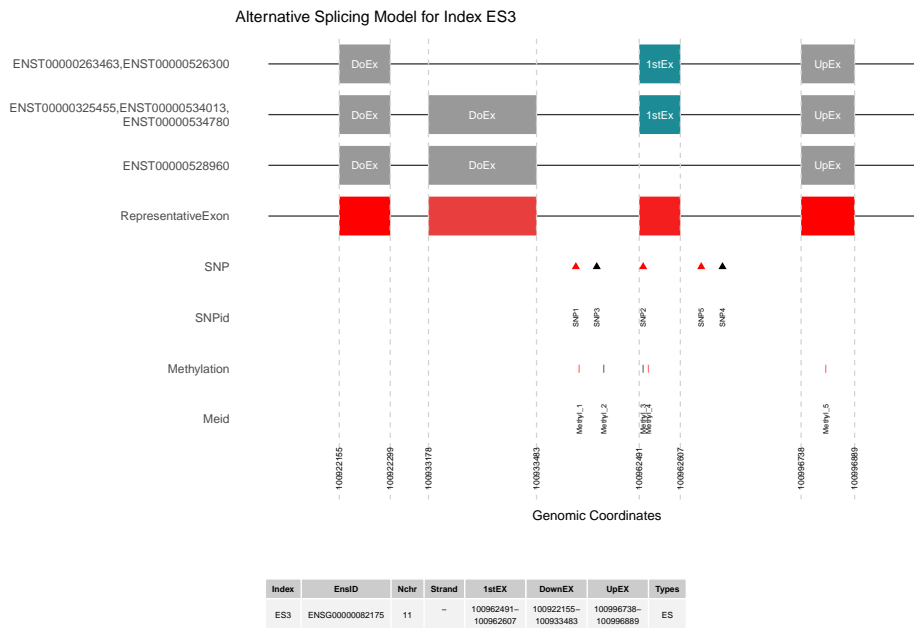 Alternative Splicing Model for Index ES3
ENST00000263463,ENST00000526300
DoEx 1stEx UpEx
ENST00000325455,ENST00000534013,
ENST00000534780
DoEx DoEx 1stEx UpEx
ENST00000528960
DoEx DoEx UpEx
RepresentativeExon
SNP
SNPid
SNP1 SNP3 SNP2 SNP5 SNP4
Methylation
Meid
Methyl_1 Methyl_2 Methyl_3 Methyl_4 Methyl_5
100922155 100922299 100933178 100933483 100962491 100962607 100996738 100996889
Genomic Coordinates
Index EnsID Nchr Strand 1stEX DownEX UpEX Types
ES3 ENSG00000082175 11 − 100962491− 100922155− 100996738− ES
100962607 100933483 100996889